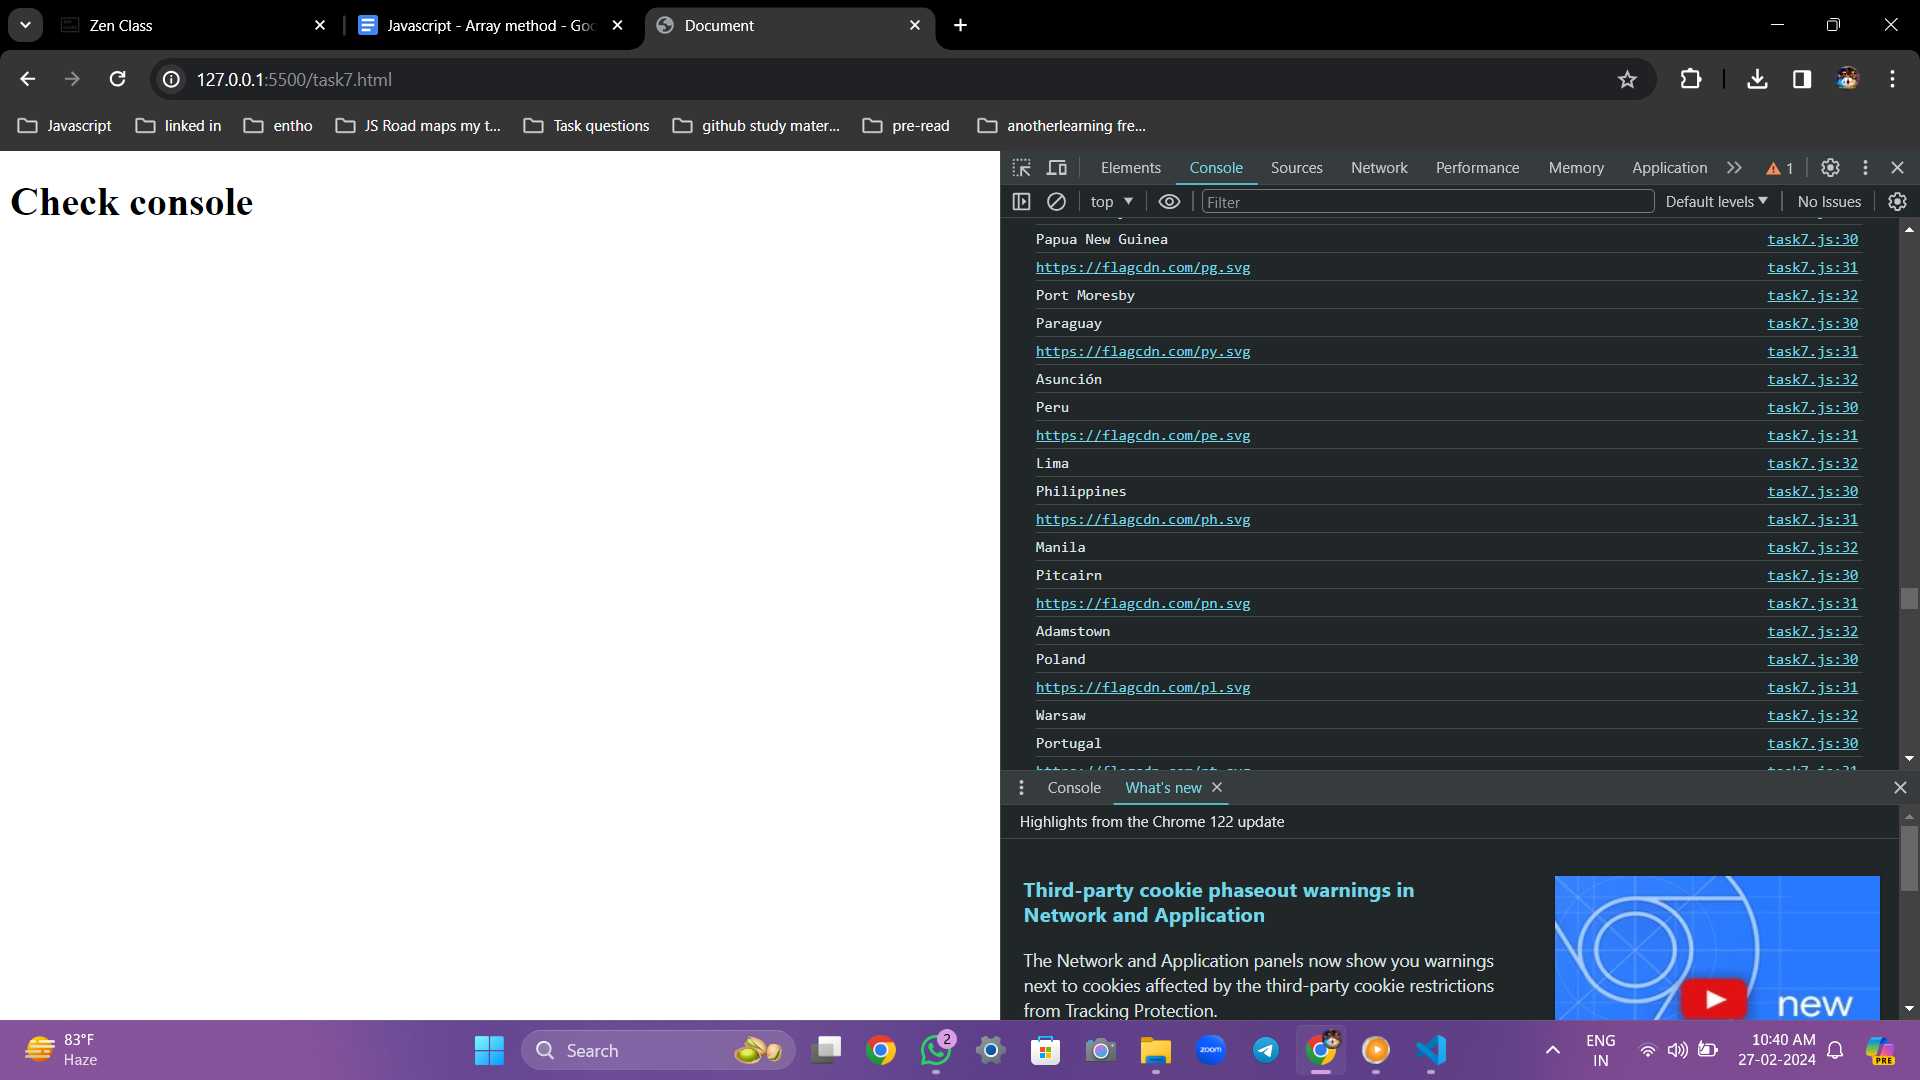 Zen Class
Javascript - Array method - Goo
Document
127.0.0.1:5500/task7.html
Javascript
linked in
entho
JS Road maps my t...
Task questions
github study mater...
pre-read
anotherlearning fre...
Check console
Elements
Console
Sources
Network
Performance
Memory
Application
1
top
Filter
Default levels
No Issues
Papua New Guinea task7.js:30
https://flagcdn.com/pg.svg task7.js:31
Port Moresby task7.js:32
Paraguay task7.js:30
https://flagcdn.com/py.svg task7.js:31
Asunción task7.js:32
Peru task7.js:30
https://flagcdn.com/pe.svg task7.js:31
Lima task7.js:32
Philippines task7.js:30
https://flagcdn.com/ph.svg task7.js:31
Manila task7.js:32
Pitcairn task7.js:30
https://flagcdn.com/pn.svg task7.js:31
Adamstown task7.js:32
Poland task7.js:30
https://flagcdn.com/pl.svg task7.js:31
Warsaw task7.js:32
Portugal task7.js:30
Console
What's new
Highlights from the Chrome 122 update
Third-party cookie phaseout warnings in
Network and Application
The Network and Application panels now show you warnings
next to cookies affected by the third-party cookie restrictions
from Tracking Protection.
new
83°F
Haze
Search
2
zoom
ENG
IN
10:40 AM
27-02-2024
PRE